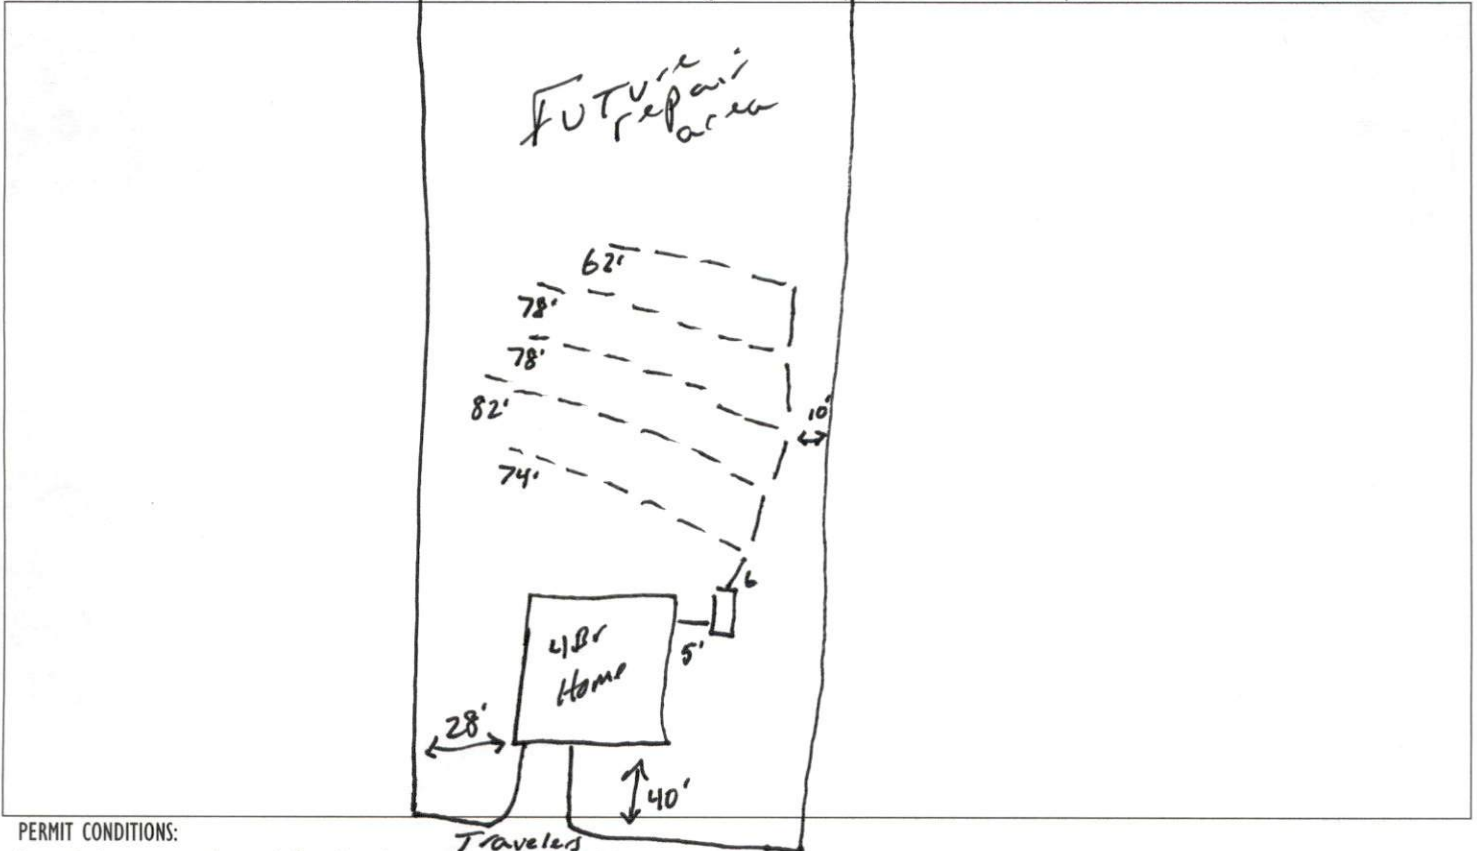 Future
repair
area
62'
78'
78'
82'
10'
74'
6
4Br
Home
5'
28'
40'
PERMIT CONDITIONS:
Travelers